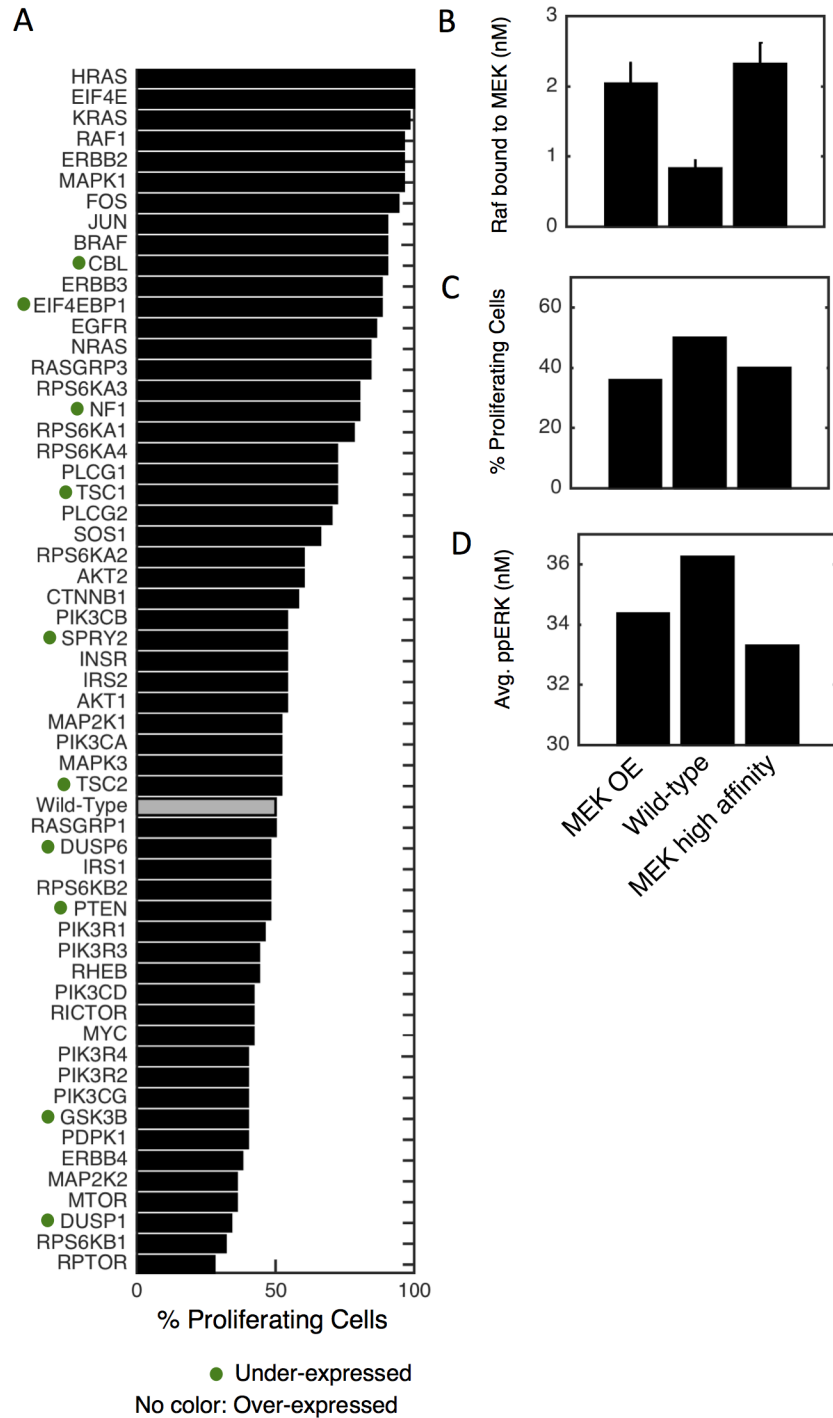 A
HRAS
EIF4E
KRAS
RAF1
ERBB2
MAPK1
FOS
JUN
BRAF
CBL
ERBB3
EIF4EBP1
EGFR
NRAS
RASGRP3
RPS6KA3
NF1
RPS6KA1
RPS6KA4
PLCG1
TSC1
PLCG2
SOS1
RPS6KA2
AKT2
CTNNB1
PIK3CB
SPRY2
INSR
IRS2
AKT1
MAP2K1
PIK3CA
MAPK3
TSC2
Wild-Type
RASGRP1
DUSP6
IRS1
RPS6KB2
PTEN
PIK3R1
PIK3R3
RHEB
PIK3CD
RICTOR
MYC
PIK3R4
PIK3R2
PIK3CG
GSK3B
PDPK1
ERBB4
MAP2K2
MTOR
DUSP1
RPS6KB1
RPTOR
0 50 100
% Proliferating Cells
Under-expressed
No color: Over-expressed
B
Raf bound to MEK (nM)
3
2
1
0
C
% Proliferating Cells
60
40
20
0
D
Avg. ppERK (nM)
36
34
32
30
MEK OE
Wild-type
MEK high affinity